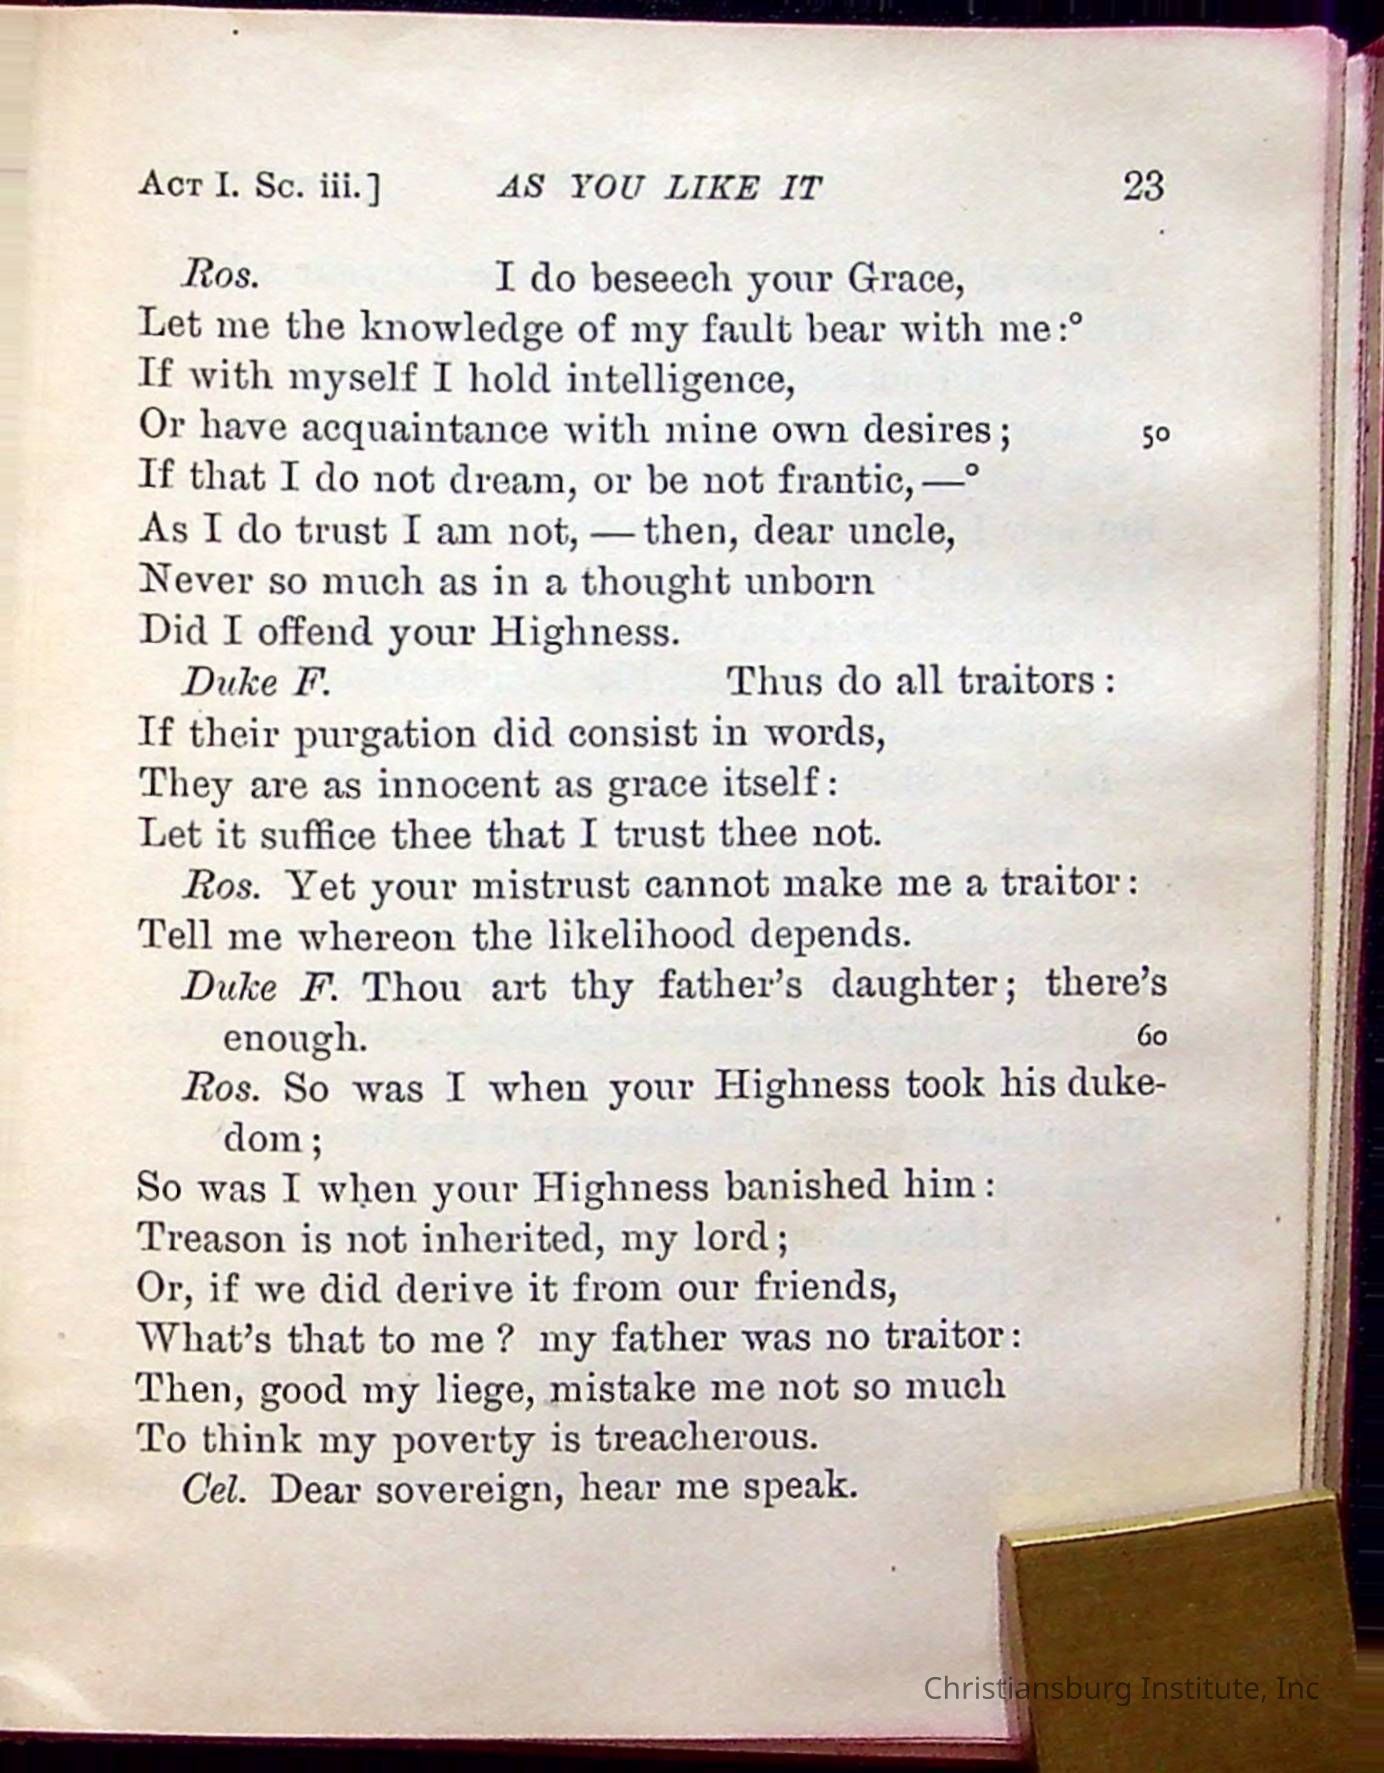 ACT I. Sc. iii.] AS YOU LIKE IT 23
Ros. I do beseech your Grace,
Let me the knowledge of my fault bear with me:°
If with myself I hold intelligence,
Or have acquaintance with mine own desires; 50
If that I do not dream, or be not frantic,—°
As I do trust I am not, — then, dear uncle,
Never so much as in a thought unborn
Did I offend your Highness.
Duke F. Thus do all traitors:
If their purgation did consist in words,
They are as innocent as grace itself:
Let it suffice thee that I trust thee not.
Ros. Yet your mistrust cannot make me a traitor:
Tell me whereon the likelihood depends.
Duke F. Thou art thy father's daughter; there's
enough. 60
Ros. So was I when your Highness took his duke-
dom;
So was I when your Highness banished him:
Treason is not inherited, my lord;
Or, if we did derive it from our friends,
What's that to me? my father was no traitor:
Then, good my liege, mistake me not so much
To think my poverty is treacherous.
Cel. Dear sovereign, hear me speak.
Christiansburg Institute, Inc